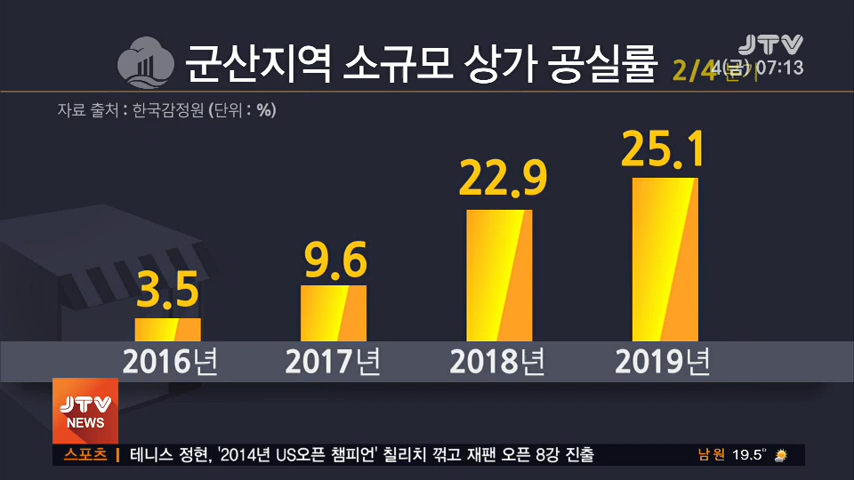 군산지역 소규모 상가 공실률 2/4분기
JTV
4(금) 07:13
자료 출처 : 한국감정원 (단위 : %)
3.5
9.6
22.9
25.1
2016년
2017년
2018년
2019년
JTV
NEWS
스포츠 | 테니스 정현, '2014년 US오픈 챔피언' 칠리치 꺾고 재팬 오픈 8강 진출
남원 19.5°